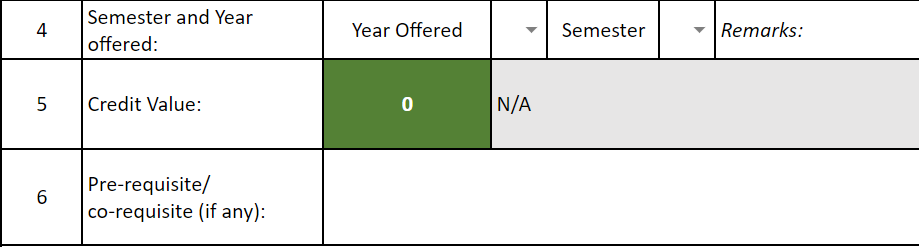 4
Semester and Year
offered:
Year Offered
Semester
Remarks:
5
Credit Value:
0
N/A
6
Pre-requisite/
co-requisite (if any):